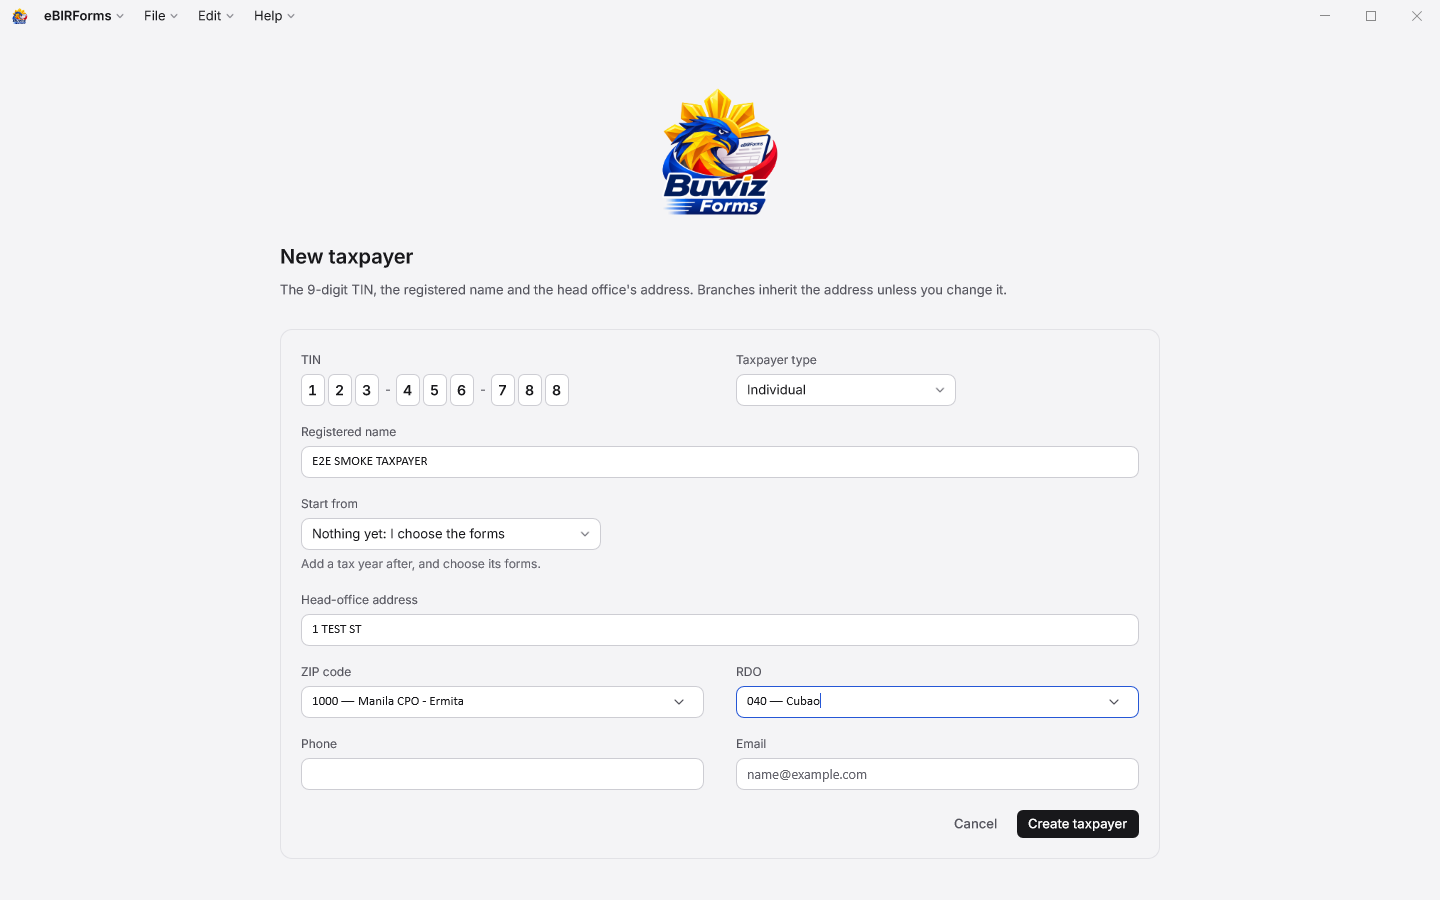 eBIRForms File Edit Help
eBIRForms
Buwiz
Forms
New taxpayer
The 9-digit TIN, the registered name and the head office's address. Branches inherit the address unless you change it.
TIN
Taxpayer type
1 2 3 - 4 5 6 - 7 8 8
Individual
Registered name
E2E SMOKE TAXPAYER
Start from
Nothing yet: I choose the forms
Add a tax year after, and choose its forms.
Head-office address
1 TEST ST
ZIP code
RDO
1000 — Manila CPO - Ermita
040 — Cubao
Phone
Email
name@example.com
Cancel
Create taxpayer